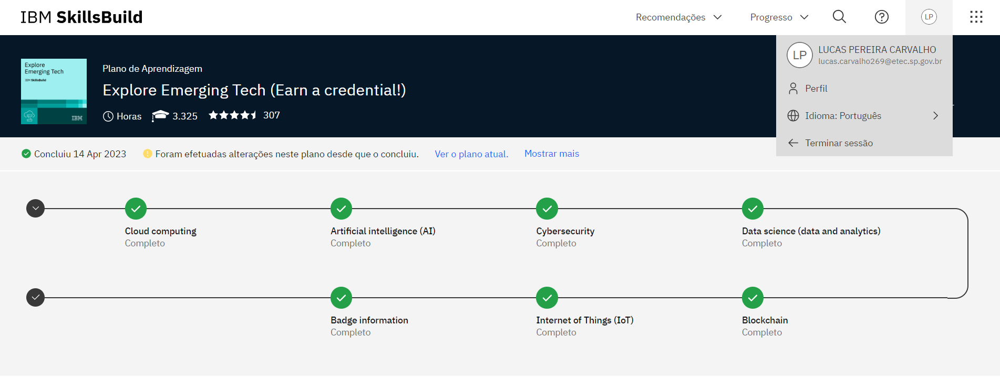 IBM SkillsBuild
Recomendações
Progresso
LP
LP
LUCAS PEREIRA CARVALHO
lucas.carvalho269@etec.sp.gov.br
Perfil
Idioma: Português
Terminar sessão
Explore
Emerging Tech
IBM SkillsBuild
IBM
Plano de Aprendizagem
Explore Emerging Tech (Earn a credential!)
Horas 3.325 307
Concluiu 14 Apr 2023 Foram efetuadas alterações neste plano desde que o concluiu. Ver o plano atual. Mostrar mais
Cloud computing
Completo
Artificial intelligence (AI)
Completo
Cybersecurity
Completo
Data science (data and analytics)
Completo
Badge information
Completo
Internet of Things (IoT)
Completo
Blockchain
Completo